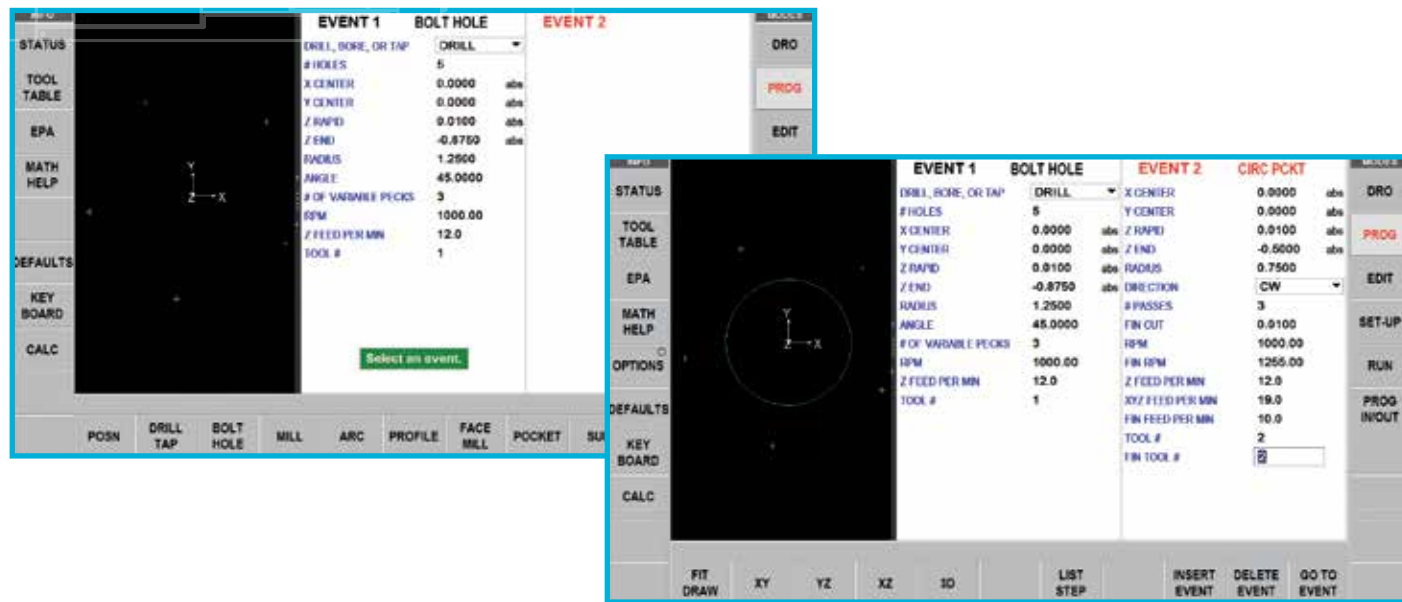 EVENT 1 BOLT HOLE EVENT 2
STATUS
TOOL TABLE
EPA
MATH HELP
DEFAULTS
KEY BOARD
CALC
DRILL, BORE, OR TAP DRILL
# HOLES 5
X CENTER 0.0000 abs
Y CENTER 0.0000 abs
Z RAPID 0.0100 abs
Z END -0.8750 abs
RADIUS 1.2500
ANGLE 45.0000
# OF VARIABLE PECKS 3
RPM 1000.00
Z FEED PER MIN 12.0
TOOL # 1
Y
Z X
Select an event.
MODES
DRO
PROG
EDIT
POSN DRILL TAP BOLT HOLE MILL ARC PROFILE FACE MILL POCKET
INFO
STATUS
TOOL TABLE
EPA
MATH HELP
OPTIONS
DEFAULTS
KEY BOARD
CALC
Y
Z X
EVENT 1 BOLT HOLE
DRILL, BORE, OR TAP DRILL
# HOLES 5
X CENTER 0.0000 abs
Y CENTER 0.0000 abs
Z RAPID 0.0100 abs
Z END -0.8750 abs
RADIUS 1.2500
ANGLE 45.0000
# OF VARIABLE PECKS 3
RPM 1000.00
Z FEED PER MIN 12.0
TOOL # 1
EVENT 2 CIRC PCKT
X CENTER 0.0000 abs
Y CENTER 0.0000 abs
Z RAPID 0.0100 abs
Z END -0.5000 abs
RADIUS 0.7500
DIRECTION CW
# PASSES 3
FIN CUT 0.0100
RPM 1000.00
FIN RPM 1255.00
Z FEED PER MIN 12.0
XYZ FEED PER MIN 19.0
FIN FEED PER MIN 10.0
TOOL # 2
FIN TOOL # 2
MODES
DRO
PROG
EDIT
SET-UP
RUN
PROG IN/OUT
FIT DRAW XY YZ XZ 3D LIST STEP INSERT EVENT DELETE EVENT GO TO EVENT